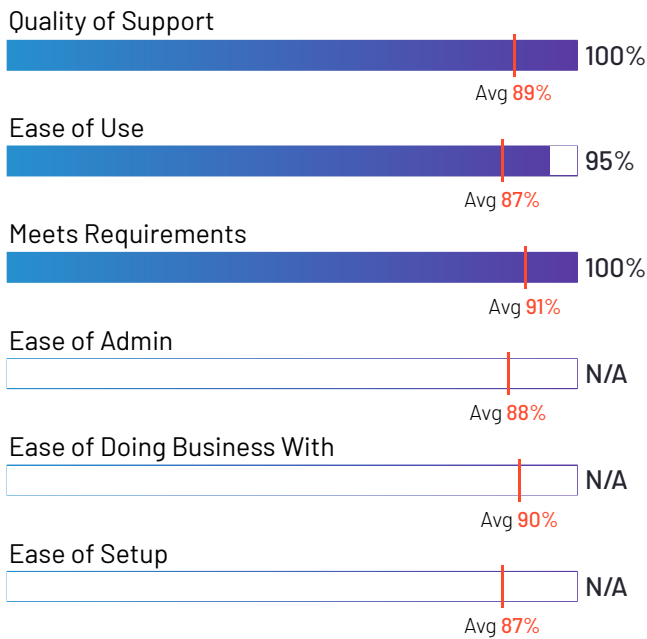 Quality of Support
100%
Avg 89%
Ease of Use
95%
Avg 87%
Meets Requirements
100%
Avg 91%
Ease of Admin
N/A
Avg 88%
Ease of Doing Business With
N/A
Avg 90%
Ease of Setup
N/A
Avg 87%